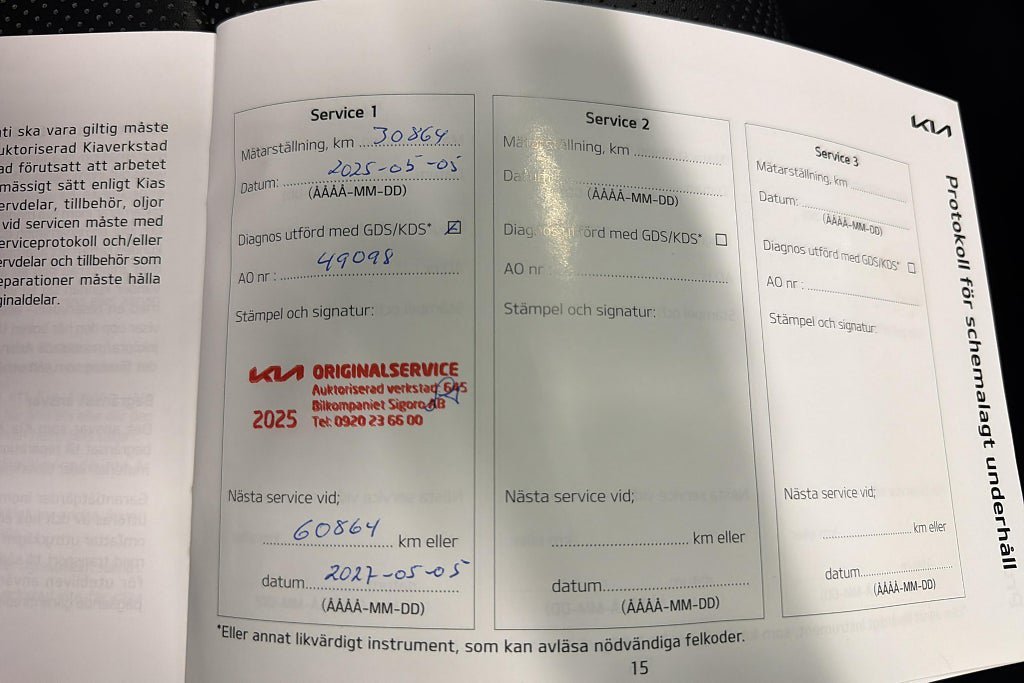 ti ska vara giltig måste
uktoriserad Kiaverkstad
ad förutsatt att arbetet
mässigt sätt enligt Kias
ervdelar, tillbehör, oljor
vid servicen måste med
erviceprotokoll och/eller
ervdelar och tillbehör som
eparationer måste hålla
ginaldelar.
Service 1
Mätarställning, km 30864
Datum: 2025-05-05
(ÅÅÅÅ-MM-DD)
Diagnos utförd med GDS/KDS*
AO nr : 49098
Stämpel och signatur:
KIA ORIGINALSERVICE
Auktoriserad verkstad 645
Bilkompaniet Sigoro AB
2025 Tel: 0920 23 66 00
Nästa service vid;
60864 km eller
datum 2027-05-05
(ÅÅÅÅ-MM-DD)
Service 2
Mätarställning, km
Datum:
(ÅÅÅÅ-MM-DD)
Diagnos utförd med GDS/KDS*
AO nr :
Stämpel och signatur:
Nästa service vid;
km eller
datum
(ÅÅÅÅ-MM-DD)
Service 3
Mätarställning, km
Datum:
(ÅÅÅÅ-MM-DD)
Diagnos utförd med GDS/KDS*
AO nr :
Stämpel och signatur:
Nästa service vid;
km eller
datum
(ÅÅÅÅ-MM-DD)
*Eller annat likvärdigt instrument, som kan avläsa nödvändiga felkoder.
15
KIA
Protokoll för schemalagt underhåll